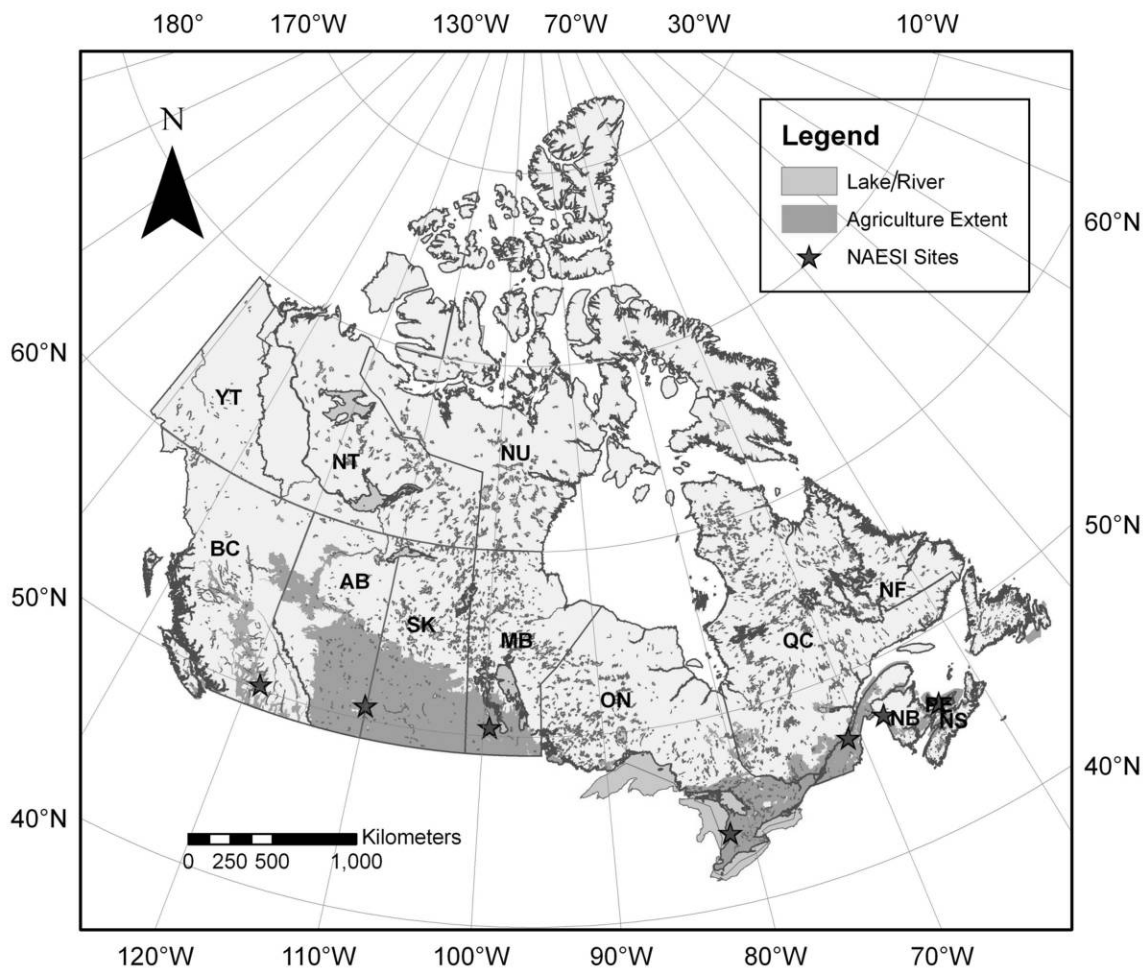 180° 170°W 130°W 70°W 30°W 10°W
N
Legend
Lake/River
Agriculture Extent
NAESI Sites
60°N
60°N
YT
NT
NU
50°N
BC
AB
NF
50°N
SK
MB
QC
ON
PE
NB
NS
40°N
40°N
Kilometers
0 250 500 1,000
120°W 110°W 100°W 90°W 80°W 70°W